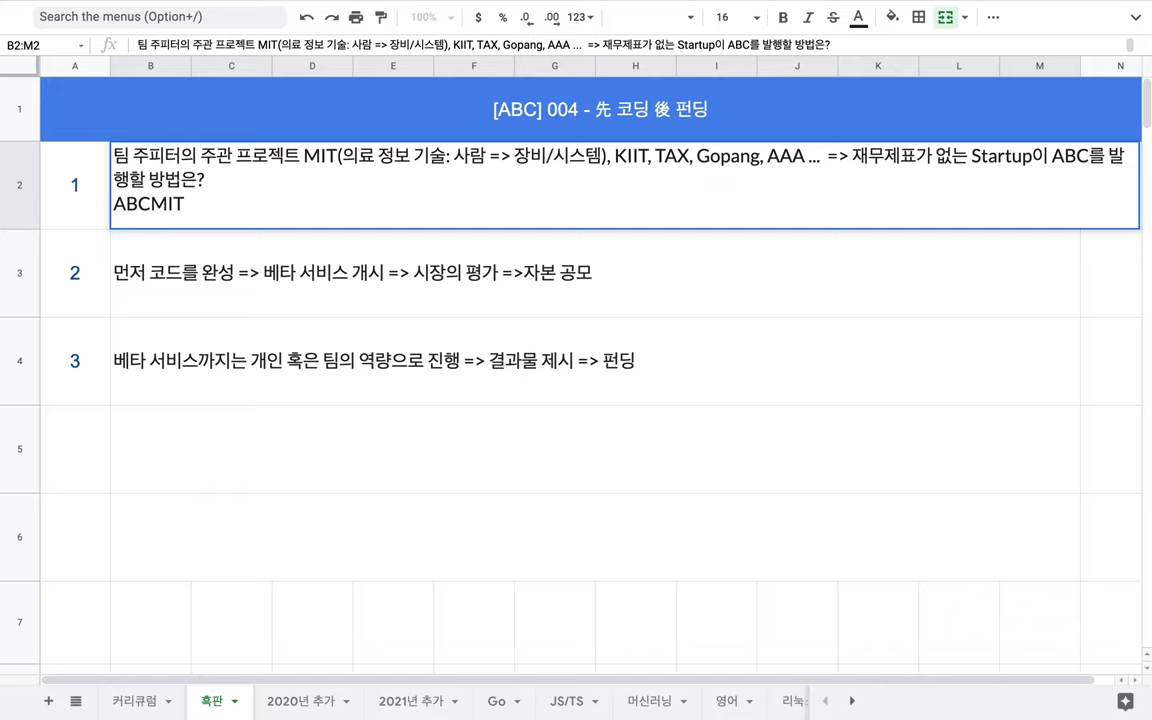 Search the menus (Option+/)
100%
$ % .0 .00 123
16
B I S A
B2:M2
fx 팀 주피터의 주관 프로젝트 MIT(의료 정보 기술: 사람 => 장비/시스템), KIIT, TAX, Gopang, AAA ... => 재무제표가 없는 Startup이 ABC를 발행할 방법은?
A B C D E F G H I J K L M N
1 [ABC] 004 - 先 코딩 後 펀딩
2 1 팀 주피터의 주관 프로젝트 MIT(의료 정보 기술: 사람 => 장비/시스템), KIIT, TAX, Gopang, AAA ... => 재무제표가 없는 Startup이 ABC를 발
행할 방법은?
ABCMIT
3 2 먼저 코드를 완성 => 베타 서비스 개시 => 시장의 평가 =>자본 공모
4 3 베타 서비스까지는 개인 혹은 팀의 역량으로 진행 => 결과물 제시 => 펀딩
5
6
7
커리큐럼 흑판 2020년 추가 2021년 추가 Go JS/TS 머신러닝 영어 리눅